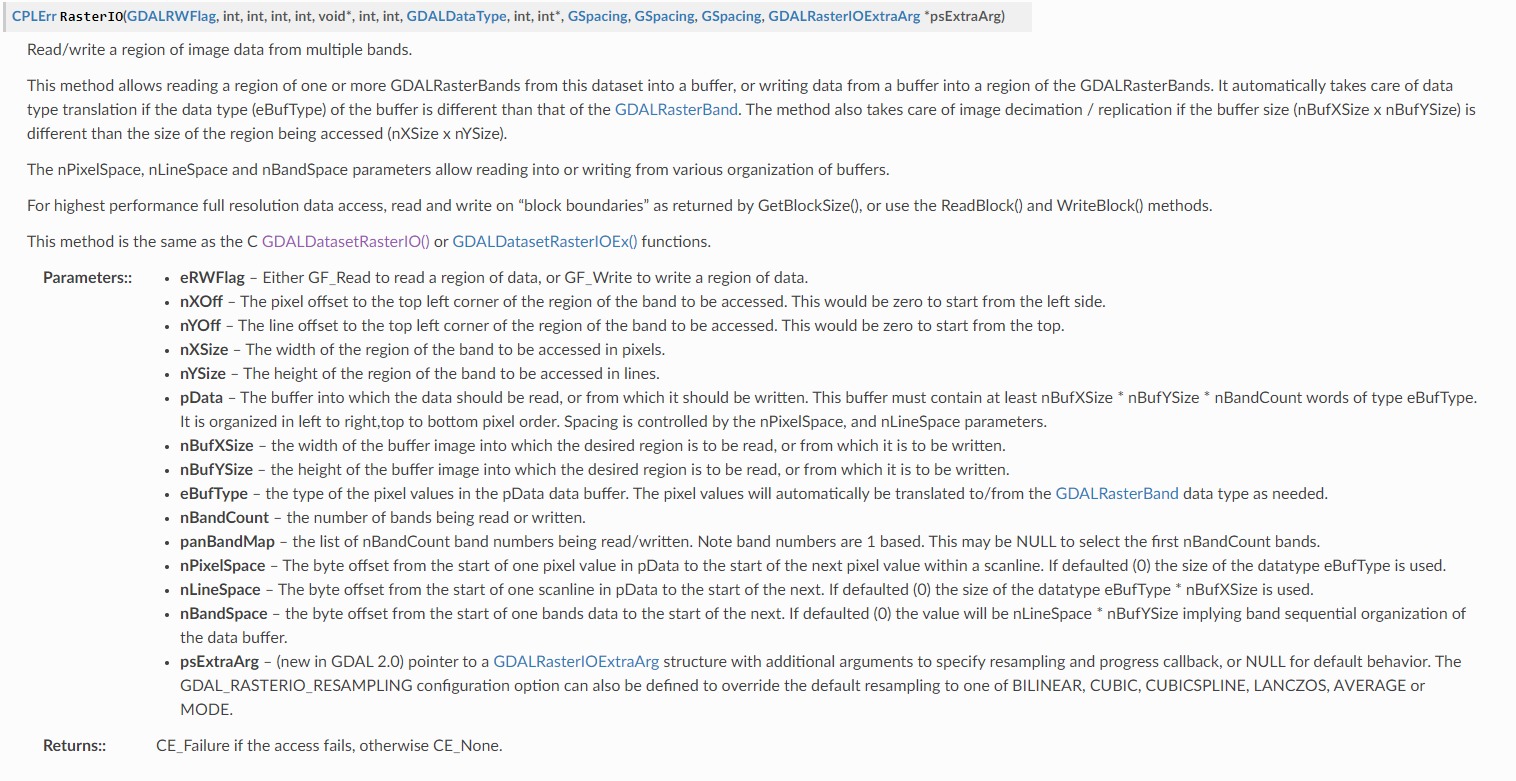 CPLErr RasterIO(GDALRWFlag, int, int, int, int, void*, int, int, GDALDataType, int, int*, GSpacing, GSpacing, GSpacing, GDALRasterIOExtraArg *psExtraArg)
Read/write a region of image data from multiple bands.
This method allows reading a region of one or more GDALRasterBands from this dataset into a buffer, or writing data from a buffer into a region of the GDALRasterBands. It automatically takes care of data
type translation if the data type (eBufType) of the buffer is different than that of the GDALRasterBand. The method also takes care of image decimation / replication if the buffer size (nBufXSize x nBufYSize) is
different than the size of the region being accessed (nXSize x nYSize).
The nPixelSpace, nLineSpace and nBandSpace parameters allow reading into or writing from various organization of buffers.
For highest performance full resolution data access, read and write on “block boundaries” as returned by GetBlockSize(), or use the ReadBlock() and WriteBlock() methods.
This method is the same as the C GDALDatasetRasterIO() or GDALDatasetRasterIOEx() functions.
Parameters:: • eRWFlag – Either GF_Read to read a region of data, or GF_Write to write a region of data.
• nXOff – The pixel offset to the top left corner of the region of the band to be accessed. This would be zero to start from the left side.
• nYOff – The line offset to the top left corner of the region of the band to be accessed. This would be zero to start from the top.
• nXSize – The width of the region of the band to be accessed in pixels.
• nYSize – The height of the region of the band to be accessed in lines.
• pData – The buffer into which the data should be read, or from which it should be written. This buffer must contain at least nBufXSize * nBufYSize * nBandCount words of type eBufType.
It is organized in left to right,top to bottom pixel order. Spacing is controlled by the nPixelSpace, and nLineSpace parameters.
• nBufXSize – the width of the buffer image into which the desired region is to be read, or from which it is to be written.
• nBufYSize – the height of the buffer image into which the desired region is to be read, or from which it is to be written.
• eBufType – the type of the pixel values in the pData data buffer. The pixel values will automatically be translated to/from the GDALRasterBand data type as needed.
• nBandCount – the number of bands being read or written.
• panBandMap – the list of nBandCount band numbers being read/written. Note band numbers are 1 based. This may be NULL to select the first nBandCount bands.
• nPixelSpace – The byte offset from the start of one pixel value in pData to the start of the next pixel value within a scanline. If defaulted (0) the size of the datatype eBufType is used.
• nLineSpace – The byte offset from the start of one scanline in pData to the start of the next. If defaulted (0) the size of the datatype eBufType * nBufXSize is used.
• nBandSpace – the byte offset from the start of one bands data to the start of the next. If defaulted (0) the value will be nLineSpace * nBufYSize implying band sequential organization of
the data buffer.
• psExtraArg – (new in GDAL 2.0) pointer to a GDALRasterIOExtraArg structure with additional arguments to specify resampling and progress callback, or NULL for default behavior. The
GDAL_RASTERIO_RESAMPLING configuration option can also be defined to override the default resampling to one of BILINEAR, CUBIC, CUBICSPLINE, LANCZOS, AVERAGE or
MODE.
Returns:: CE_Failure if the access fails, otherwise CE_None.